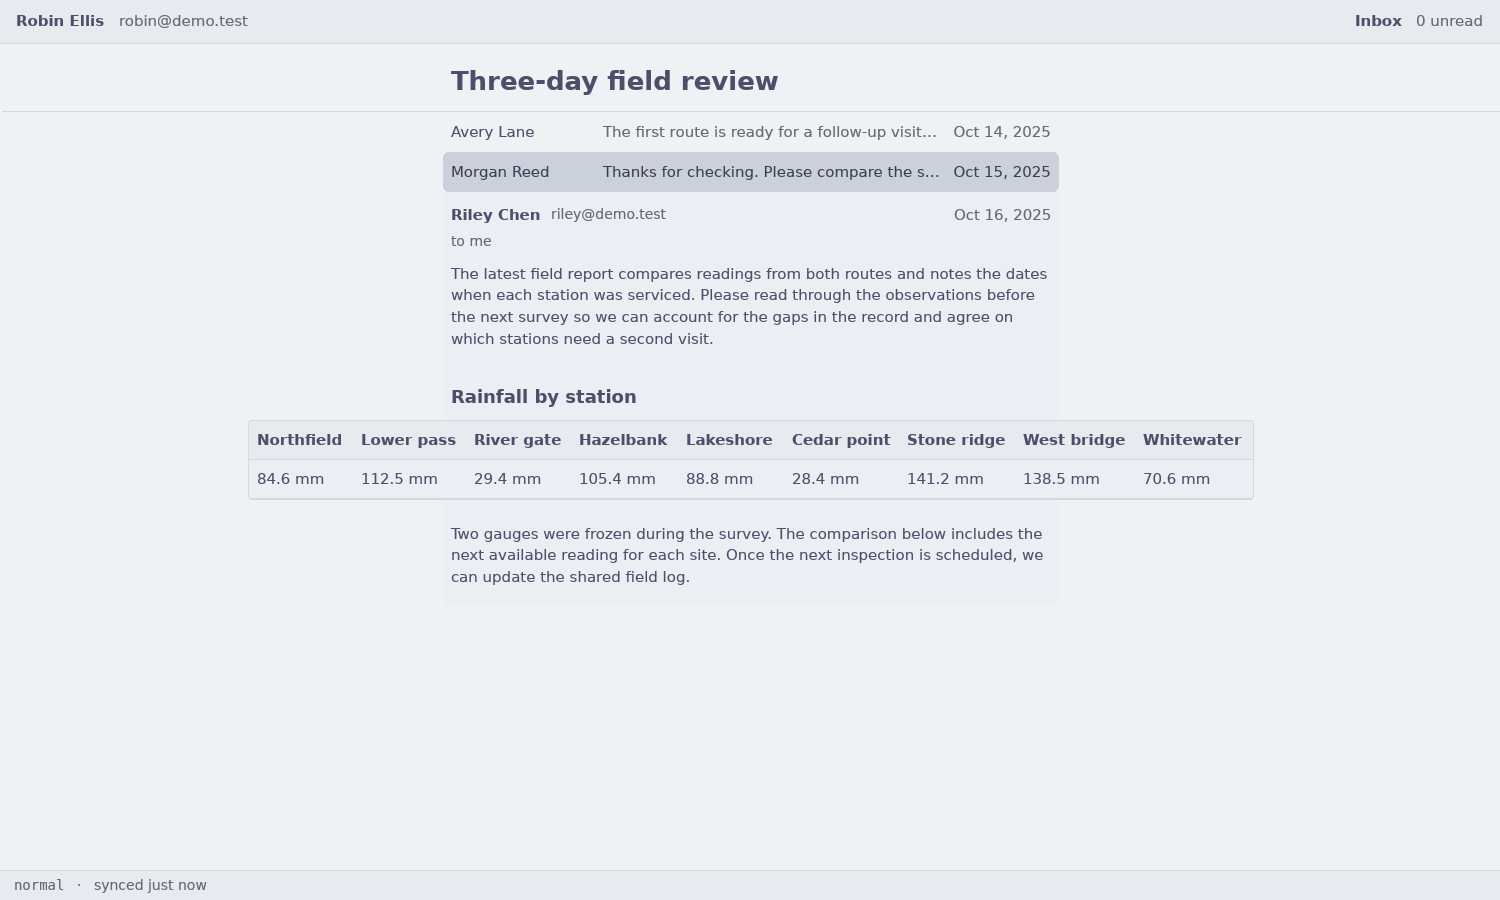 Robin Ellis robin@demo.test Inbox 0 unread
Three-day field review
Avery Lane The first route is ready for a follow-up visit… Oct 14, 2025
Morgan Reed Thanks for checking. Please compare the s… Oct 15, 2025
Riley Chen riley@demo.test Oct 16, 2025
to me
The latest field report compares readings from both routes and notes the dates
when each station was serviced. Please read through the observations before
the next survey so we can account for the gaps in the record and agree on
which stations need a second visit.
Rainfall by station
Northfield Lower pass River gate Hazelbank Lakeshore Cedar point Stone ridge West bridge Whitewater
84.6 mm 112.5 mm 29.4 mm 105.4 mm 88.8 mm 28.4 mm 141.2 mm 138.5 mm 70.6 mm
Two gauges were frozen during the survey. The comparison below includes the
next available reading for each site. Once the next inspection is scheduled, we
can update the shared field log.
normal · synced just now